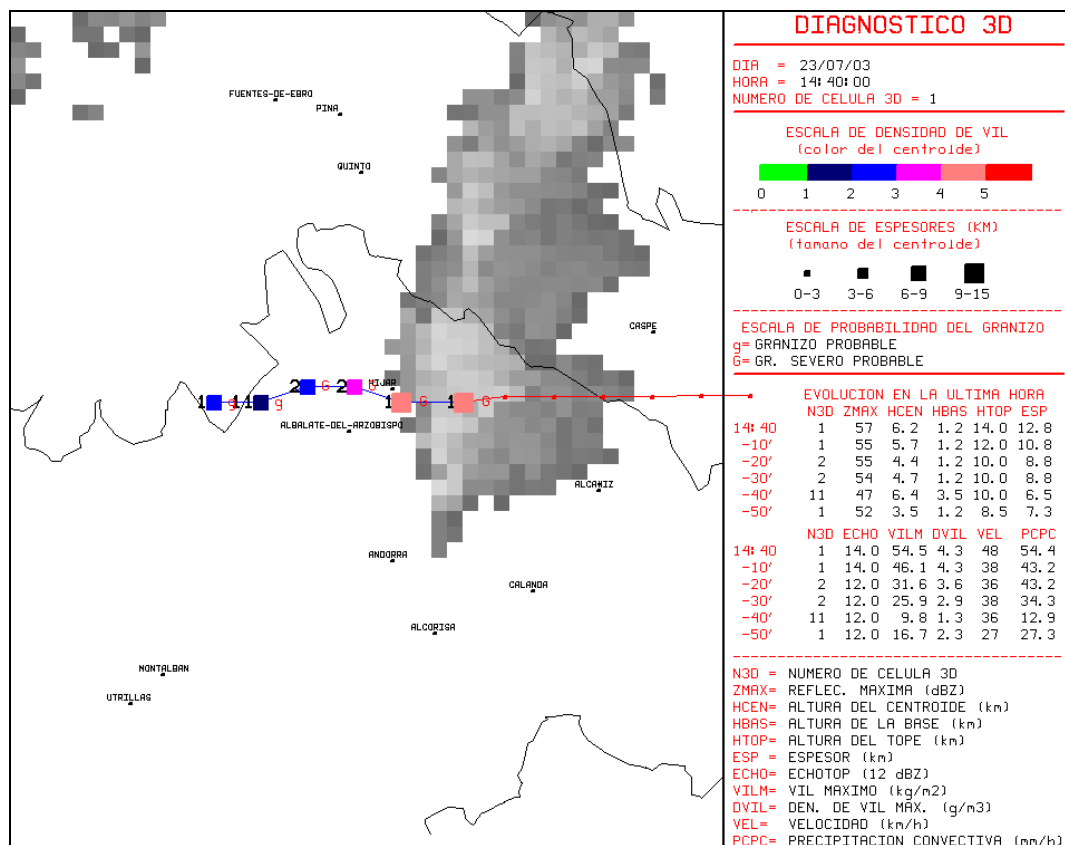 DIAGNOSTICO 3D
DIA = 23/07/03
HORA = 14:40:00
NUMERO DE CELULA 3D = 1
ESCALA DE DENSIDAD DE VIL
(color del centroide)
0 1 2 3 4 5
ESCALA DE ESPESORES (KM)
(tamano del centroide)
0-3 3-6 6-9 9-15
ESCALA DE PROBABILIDAD DEL GRANIZO
g= GRANIZO PROBABLE
G= GR. SEVERO PROBABLE
EVOLUCION EN LA ULTIMA HORA
N3D ZMAX HCEN HBAS HTOP ESP
14:40 1 57 6.2 1.2 14.0 12.8
-10' 1 55 5.7 1.2 12.0 10.8
-20' 2 55 4.4 1.2 10.0 8.8
-30' 2 54 4.7 1.2 10.0 8.8
-40' 11 47 6.4 3.5 10.0 6.5
-50' 1 52 3.5 1.2 8.5 7.3
N3D ECHO VILM DVIL VEL PCPC
14:40 1 14.0 54.5 4.3 48 54.4
-10' 1 14.0 46.1 4.3 38 43.2
-20' 2 12.0 31.6 3.6 36 43.2
-30' 2 12.0 25.9 2.9 38 34.3
-40' 11 12.0 9.8 1.3 36 12.9
-50' 1 12.0 16.7 2.3 27 27.3
N3D = NUMERO DE CELULA 3D
ZMAX= REFLEC. MAXIMA (dBZ)
HCEN= ALTURA DEL CENTROIDE (km)
HBAS= ALTURA DE LA BASE (km)
HTOP= ALTURA DEL TOPE (km)
ESP = ESPESOR (km)
ECHO= ECHOTOP (12 dBZ)
VILM= VIL MAXIMO (kg/m2)
DVIL= DEN. DE VIL MAX. (g/m3)
VEL= VELOCIDAD (km/h)
PCPC= PRECIPITACION CONVECTIVA (mm/h)
FUENTES-DE-EBRO
PINA
QUINTO
CASPE
HIJAR
1 g 11 g 2 G 2 G 1 G 1 G
ALBALATE-DEL-ARZOBISPO
ALCAÑIZ
ANDORRA
CALANDA
ALCORISA
MONTALBAN
UTRILLAS